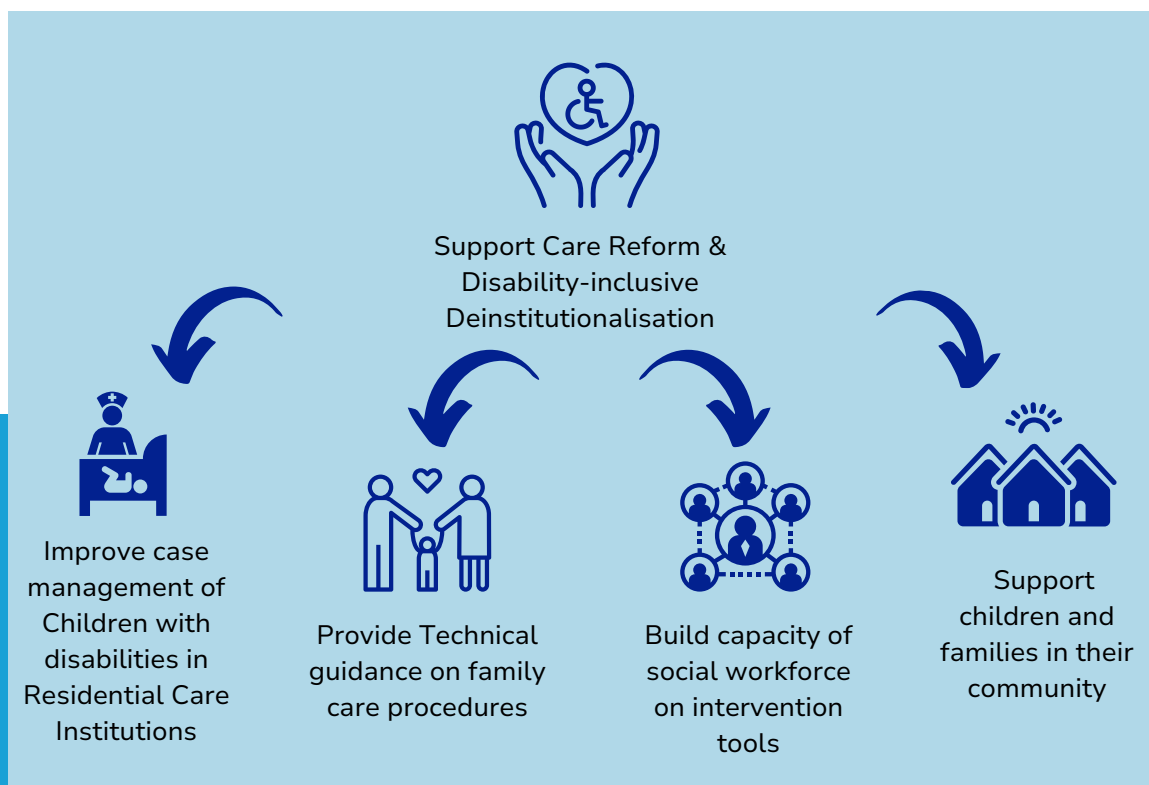 Support Care Reform &
Disability-inclusive
Deinstitutionalisation
Improve case
management of
Children with
disabilities in
Residential Care
Institutions
Provide Technical
guidance on family
care procedures
Build capacity of
social workforce
on intervention
tools
Support
children and
families in their
community